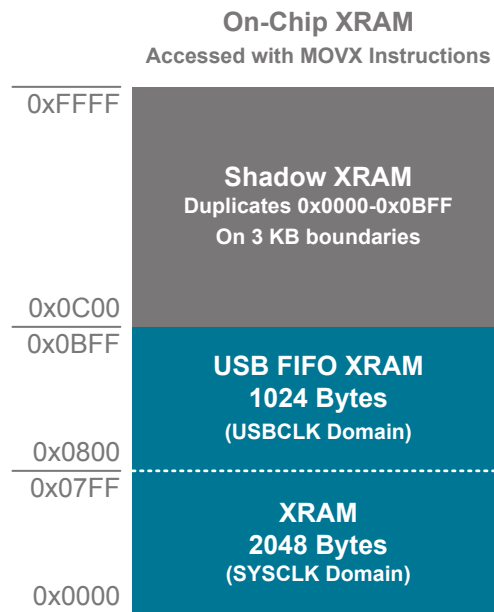 On-Chip XRAM
Accessed with MOVX Instructions
0xFFFF
Shadow XRAM
Duplicates 0x0000-0x0BFF
On 3 KB boundaries
0x0C00
0x0BFF
USB FIFO XRAM
1024 Bytes
(USBCLK Domain)
0x0800
0x07FF
XRAM
2048 Bytes
(SYSCLK Domain)
0x0000